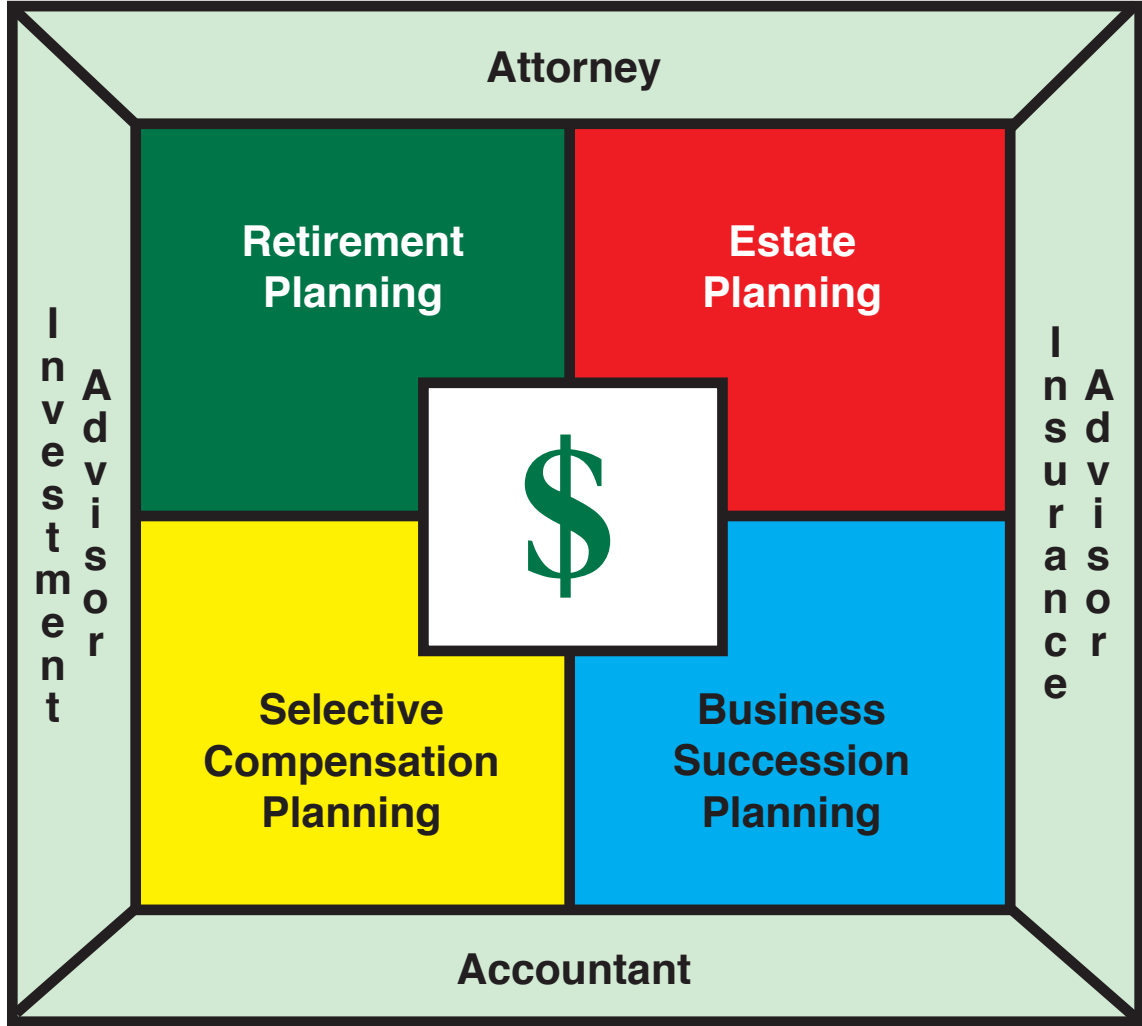 Attorney
Retirement
Planning
Estate
Planning
Investment
Advisor
$
Insurance
Advisor
Selective
Compensation
Planning
Business
Succession
Planning
Accountant